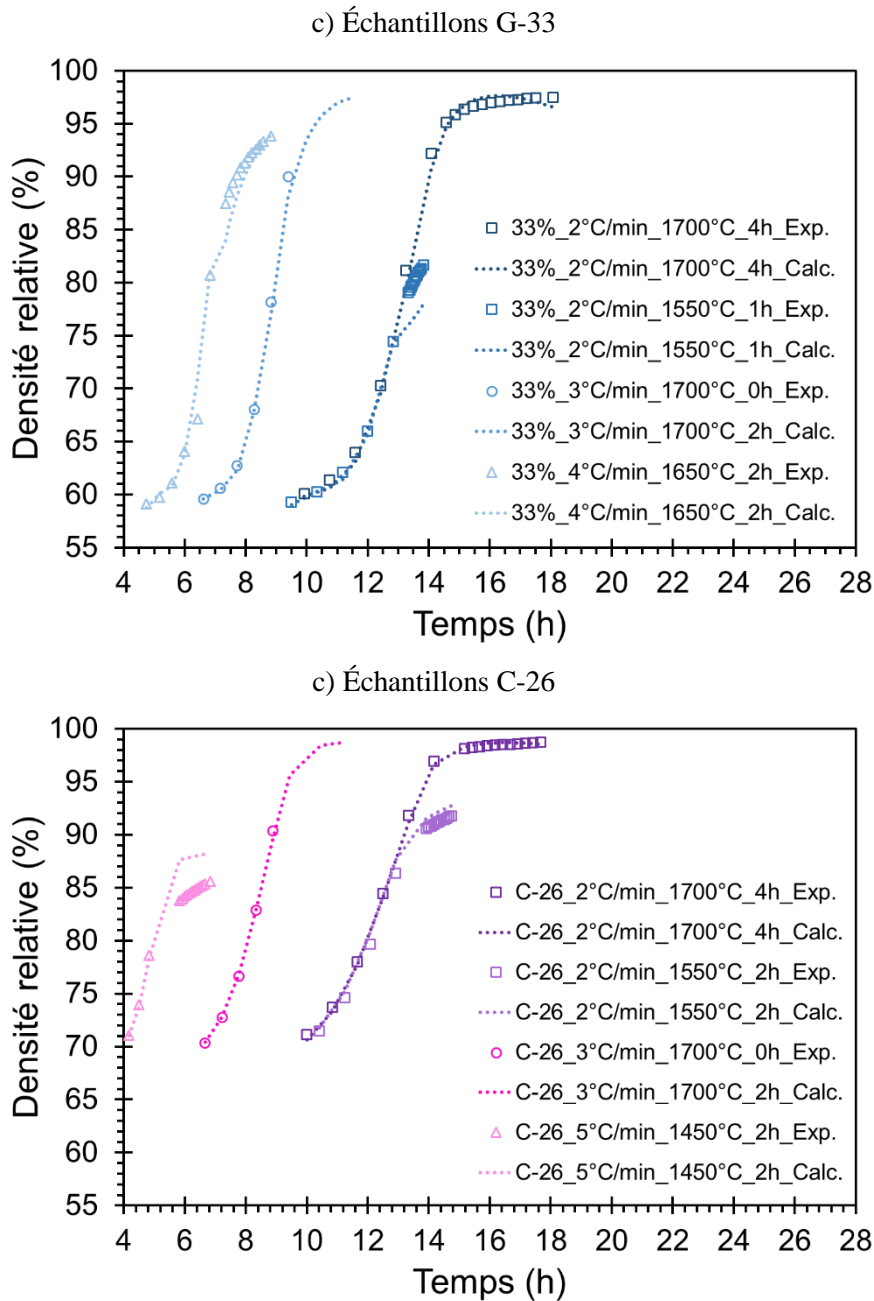 c) Échantillons G-33
100
95
90
85
80
75
70
65
60
55
Densité relative (%)
33%_2°C/min_1700°C_4h_Exp.
33%_2°C/min_1700°C_4h_Calc.
33%_2°C/min_1550°C_1h_Exp.
33%_2°C/min_1550°C_1h_Calc.
33%_3°C/min_1700°C_0h_Exp.
33%_3°C/min_1700°C_2h_Calc.
33%_4°C/min_1650°C_2h_Exp.
33%_4°C/min_1650°C_2h_Calc.
4 6 8 10 12 14 16 18 20 22 24 26 28
Temps (h)
c) Échantillons C-26
100
95
90
85
80
75
70
65
60
55
Densité relative (%)
C-26_2°C/min_1700°C_4h_Exp.
C-26_2°C/min_1700°C_4h_Calc.
C-26_2°C/min_1550°C_2h_Exp.
C-26_2°C/min_1550°C_2h_Calc.
C-26_3°C/min_1700°C_0h_Exp.
C-26_3°C/min_1700°C_2h_Calc.
C-26_5°C/min_1450°C_2h_Exp.
C-26_5°C/min_1450°C_2h_Calc.
4 6 8 10 12 14 16 18 20 22 24 26 28
Temps (h)